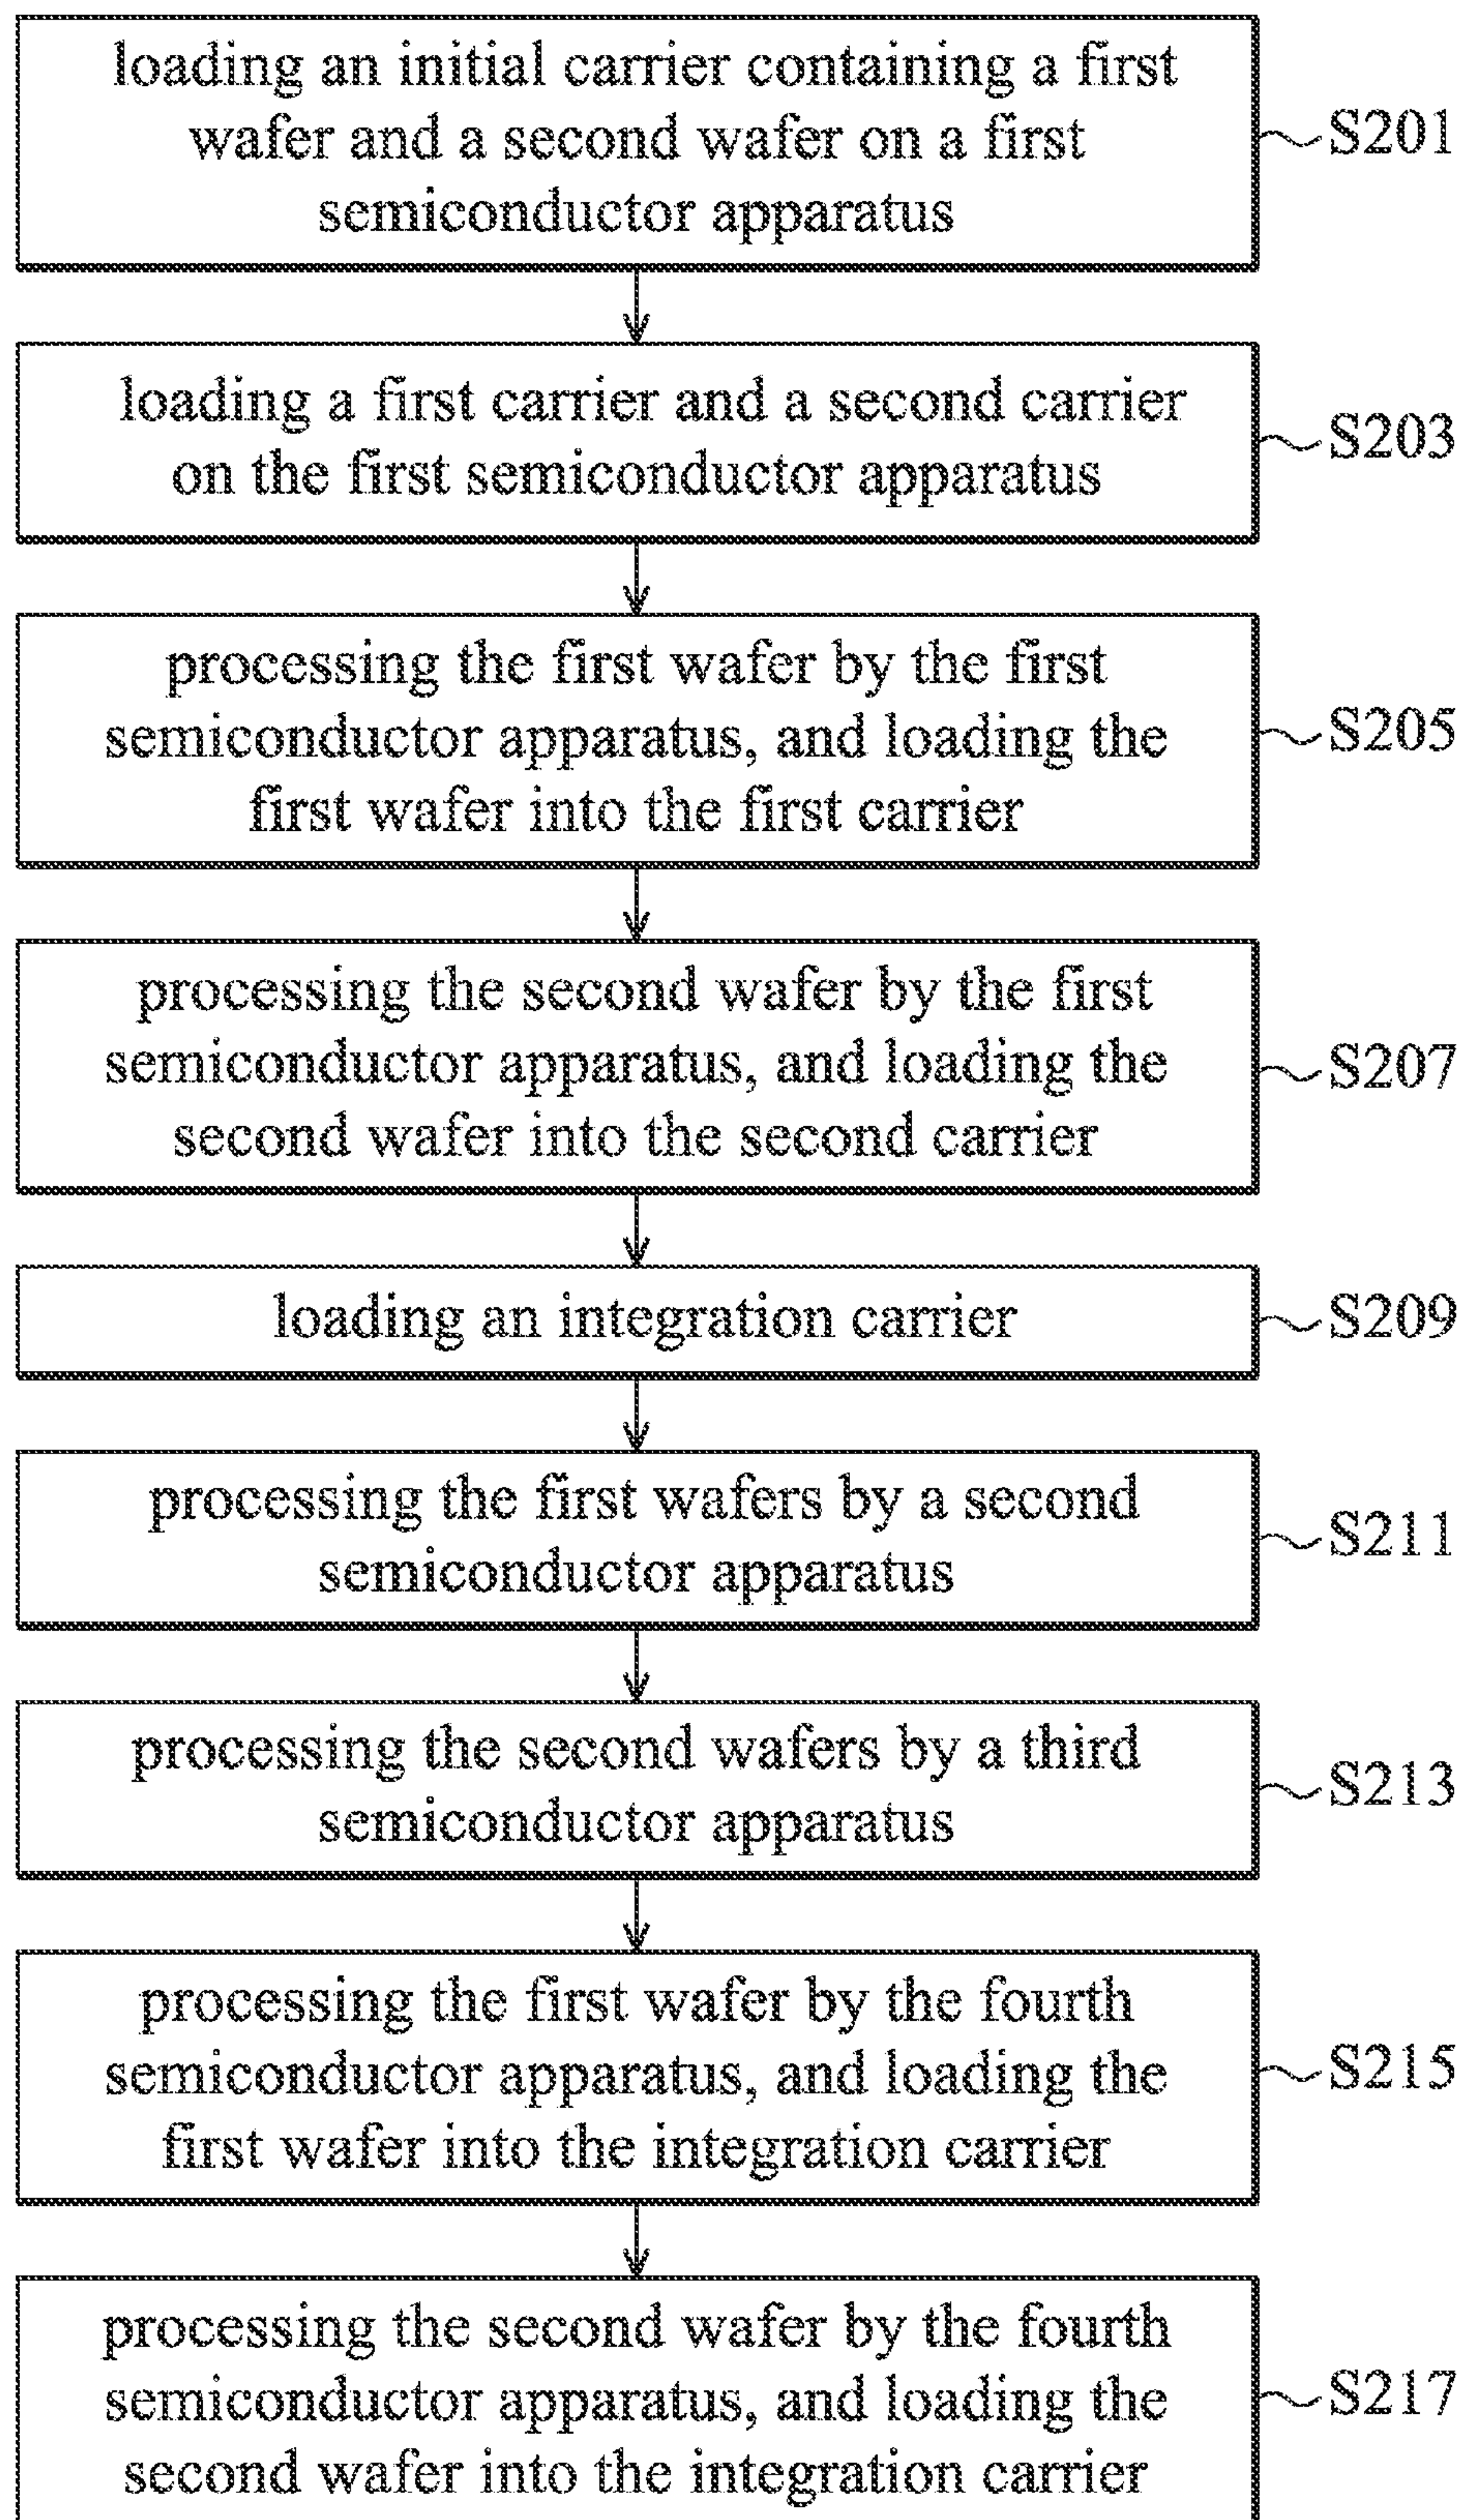 loading an initial carrier containing a first
wafer and a second wafer on a first
semiconductor apparatus
S201
loading a first carrier and a second carrier
on the first semiconductor apparatus
S203
processing the first wafer by the first
semiconductor apparatus, and loading the
first wafer into the first carrier
S205
processing the second wafer by the first
semiconductor apparatus, and loading the
second wafer into the second carrier
S207
loading an integration carrier
S209
processing the first wafers by a second
semiconductor apparatus
S211
processing the second wafers by a third
semiconductor apparatus
S213
processing the first wafer by the fourth
semiconductor apparatus, and loading the
first wafer into the integration carrier
S215
processing the second wafer by the fourth
semiconductor apparatus, and loading the
second wafer into the integration carrier
S217